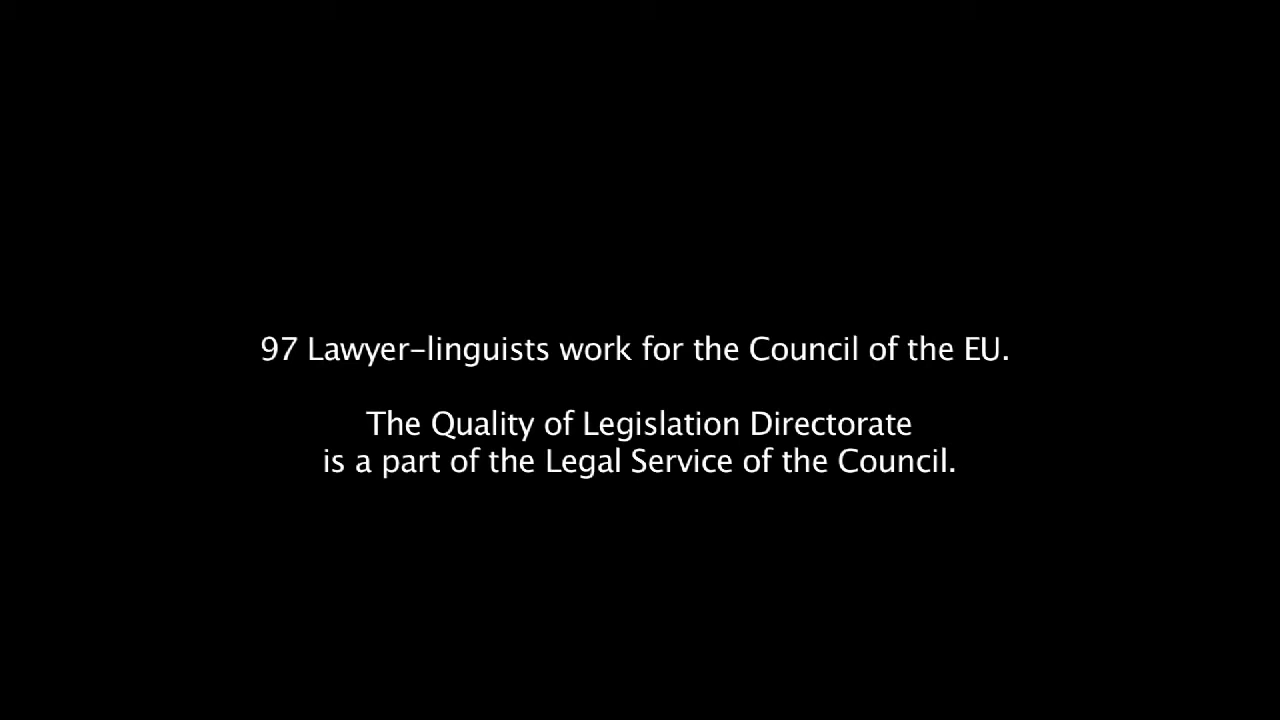 97 Lawyer-linguists work for the Council of the EU.
The Quality of Legislation Directorate
is a part of the Legal Service of the Council.